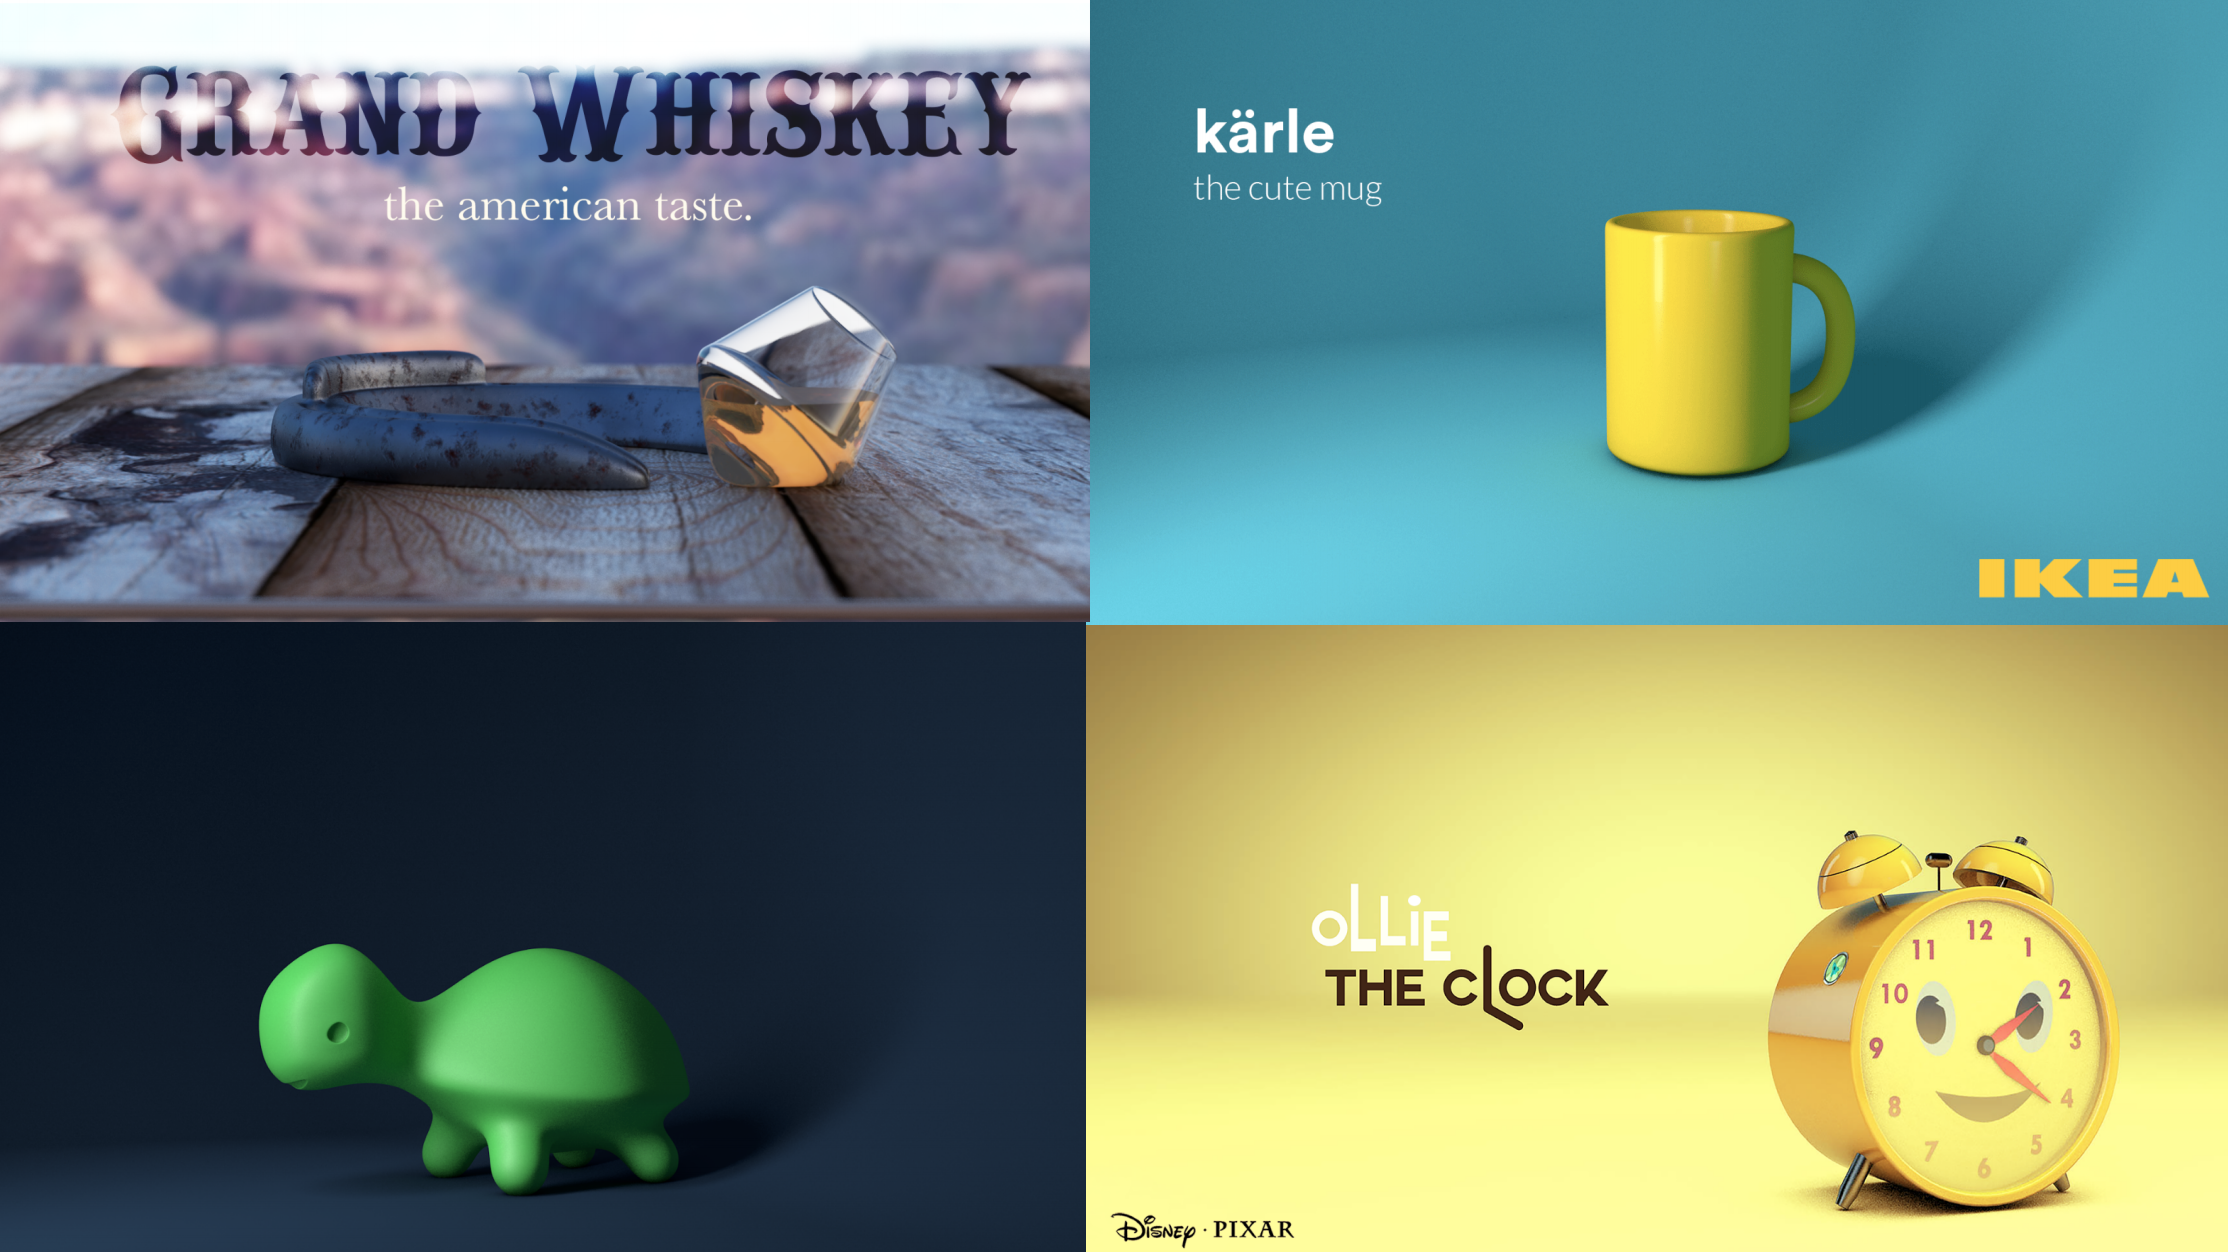 GRAND WHISKEY
the american taste.
kärle
the cute mug
IKEA
oLLiE
THE CLOCK
12
11
1
10
2
9
3
8
4
7
5
6
Disney · PIXAR